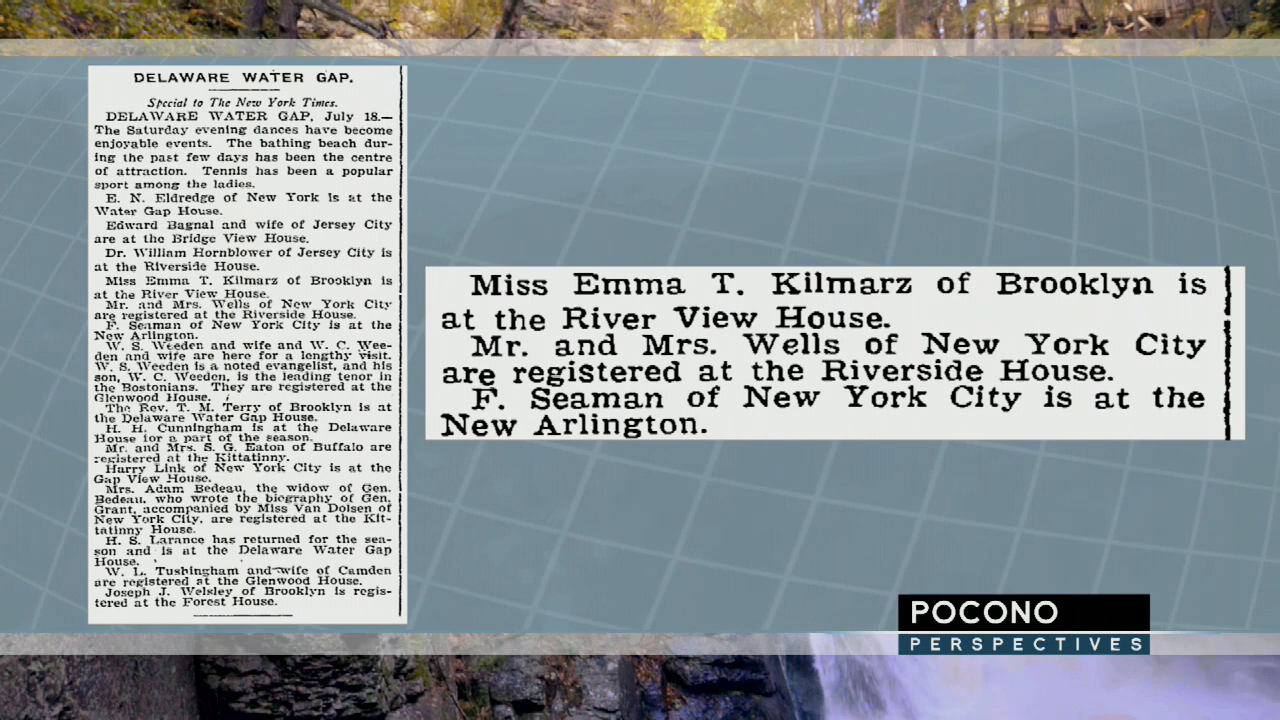 DELAWARE WATER GAP.
Special to The New York Times.
DELAWARE WATER GAP, July 18.—
The Saturday evening dances have become
enjoyable events. The bathing beach dur-
ing the past few days has been the centre
of attraction. Tennis has been a popular
sport among the ladies.
E. N. Eldredge of New York is at the
Water Gap House.
Edward Bagnal and wife of Jersey City
are at the Bridge View House.
Dr. William Hornblower of Jersey City is
at the Riverside House.
Miss Emma T. Kilmarz of Brooklyn is
at the River View House.
Mr. and Mrs. Wells of New York City
are registered at the Riverside House.
F. Seaman of New York City is at the
New Arlington.
W. S. Weeden and wife and W. C. Wee-
den and wife are here for a lengthy visit.
W. S. Weeden is a noted evangelist, and his
son, W. C. Weedon, is the leading tenor in
the Bostonians. They are registered at the
Glenwood House.
The Rev. T. M. Terry of Brooklyn is at
the Delaware Water Gap House.
H. H. Cunningham is at the Delaware
House for a part of the season.
Mr. and Mrs. S. G. Eaton of Buffalo are
registered at the Kittatinny.
Harry Link of New York City is at the
Gap View House.
Mrs. Adam Bedeau, the widow of Gen.
Bedeau, who wrote the biography of Gen.
Grant, accompanied by Miss Van Dolsen of
New York City, are registered at the Kit-
tatinny House.
H. S. Larance has returned for the sea-
son and is at the Delaware Water Gap
House.
W. L. Tushingham and wife of Camden
are registered at the Glenwood House.
Joseph J. Welsley of Brooklyn is regis-
tered at the Forest House.
Miss Emma T. Kilmarz of Brooklyn is
at the River View House.
Mr. and Mrs. Wells of New York City
are registered at the Riverside House.
F. Seaman of New York City is at the
New Arlington.
POCONO
PERSPECTIVES